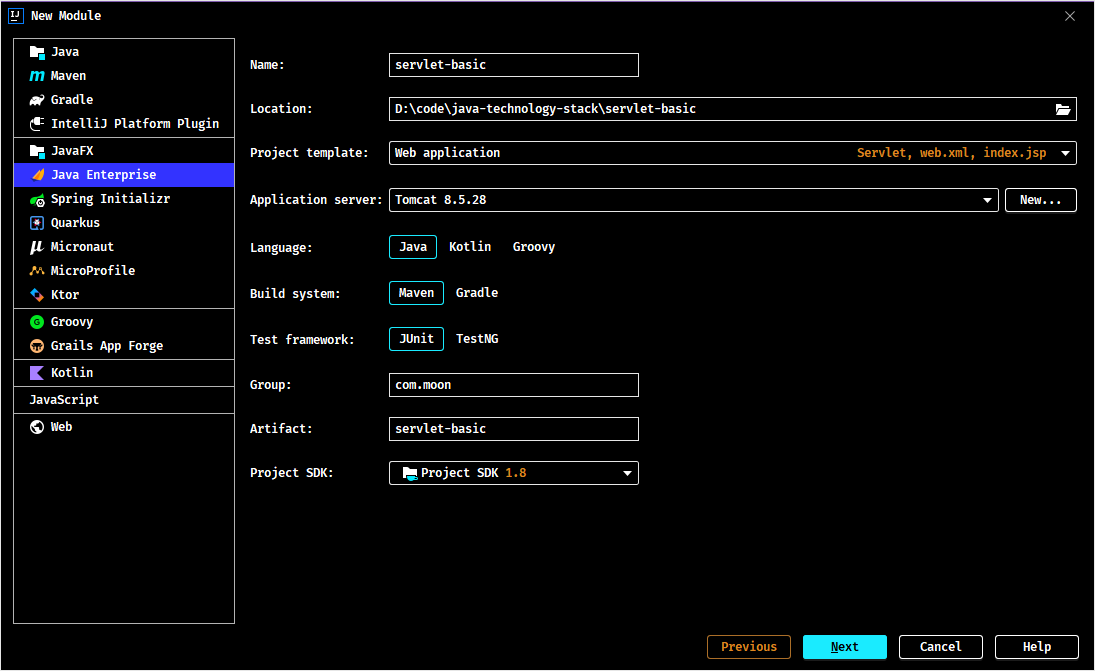 IJ New Module
Java
Maven
Gradle
IntelliJ Platform Plugin
JavaFX
Java Enterprise
Spring Initializr
Quarkus
Micronaut
MicroProfile
Ktor
Groovy
Grails App Forge
Kotlin
JavaScript
Web
Name: servlet-basic
Location: D:\code\java-technology-stack\servlet-basic
Project template: Web application Servlet, web.xml, index.jsp
Application server: Tomcat 8.5.28 New...
Language: Java Kotlin Groovy
Build system: Maven Gradle
Test framework: JUnit TestNG
Group: com.moon
Artifact: servlet-basic
Project SDK: Project SDK 1.8
Previous Next Cancel Help